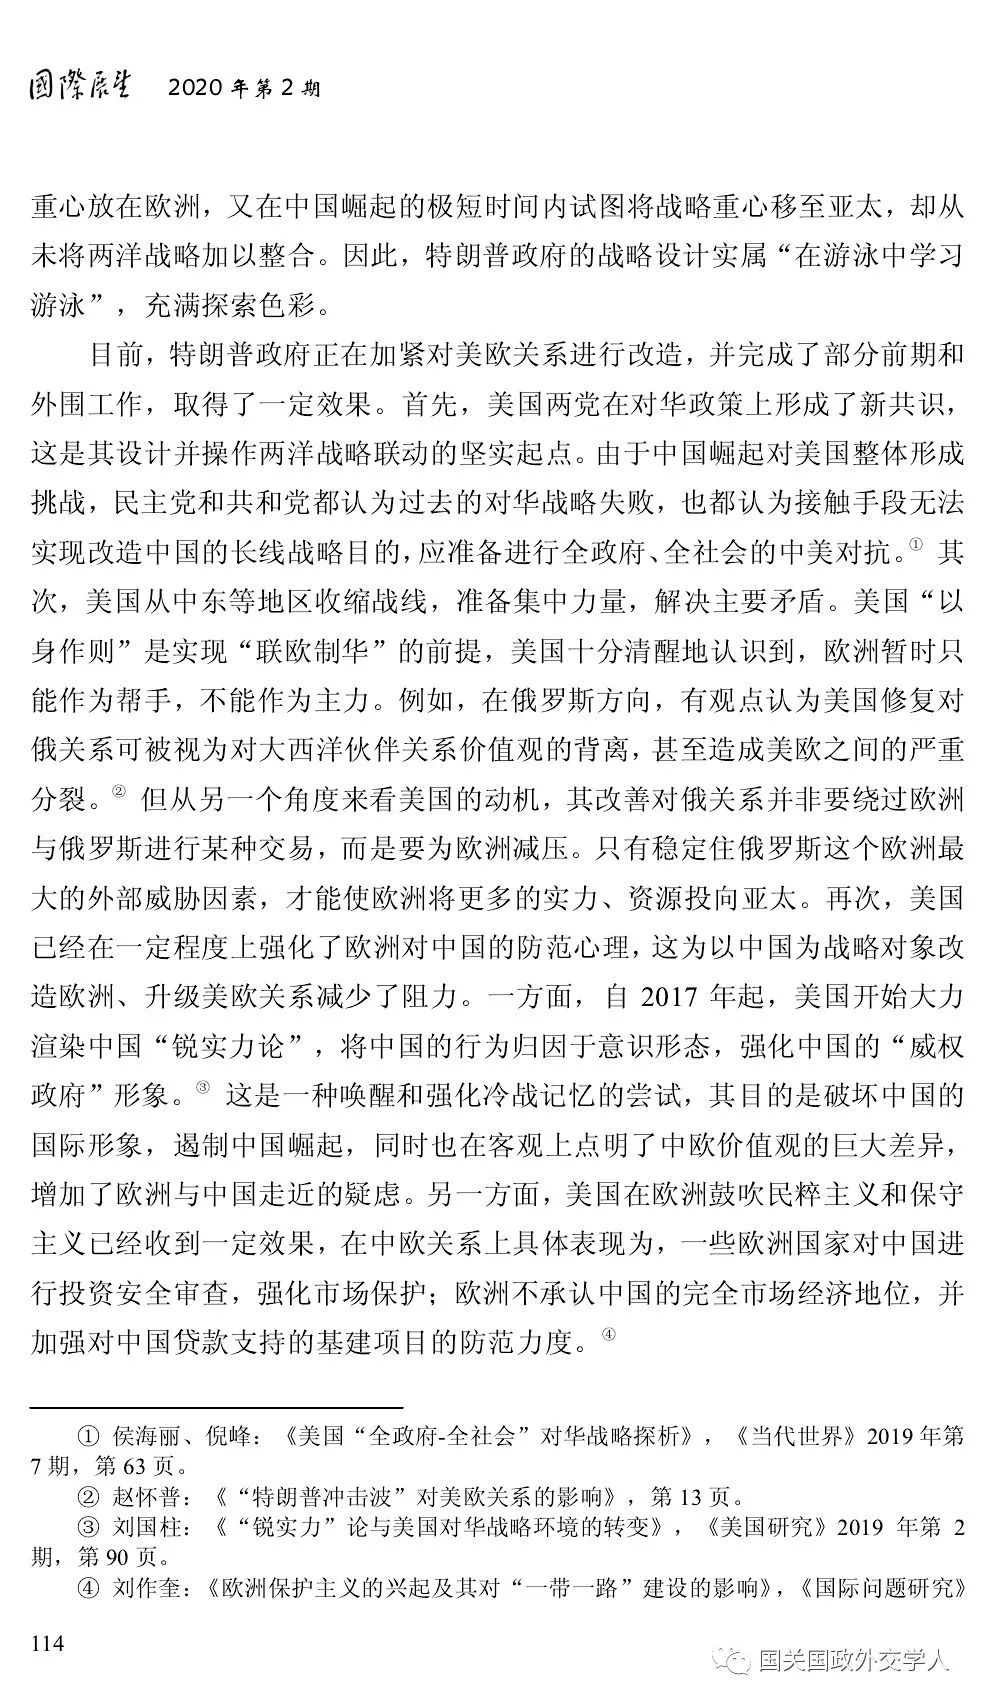 國際展望 2020 年第 2 期
重心放在欧洲，又在中国崛起的极短时间内试图将战略重心移至亚太，却从
未将两洋战略加以整合。因此，特朗普政府的战略设计实属“在游泳中学习
游泳”，充满探索色彩。
目前，特朗普政府正在加紧对美欧关系进行改造，并完成了部分前期和
外围工作，取得了一定效果。首先，美国两党在对华政策上形成了新共识，
这是其设计并操作两洋战略联动的坚实起点。由于中国崛起对美国整体形成
挑战，民主党和共和党都认为过去的对华战略失败，也都认为接触手段无法
实现改造中国的长线战略目的，应准备进行全政府、全社会的中美对抗。① 其
次，美国从中东等地区收缩战线，准备集中力量，解决主要矛盾。美国“以
身作则”是实现“联欧制华”的前提，美国十分清醒地认识到，欧洲暂时只
能作为帮手，不能作为主力。例如，在俄罗斯方向，有观点认为美国修复对
俄关系可被视为对大西洋伙伴关系价值观的背离，甚至造成美欧之间的严重
分裂。② 但从另一个角度来看美国的动机，其改善对俄关系并非要绕过欧洲
与俄罗斯进行某种交易，而是要为欧洲减压。只有稳定住俄罗斯这个欧洲最
大的外部威胁因素，才能使欧洲将更多的实力、资源投向亚太。再次，美国
已经在一定程度上强化了欧洲对中国的防范心理，这为以中国为战略对象改
造欧洲、升级美欧关系减少了阻力。一方面，自 2017 年起，美国开始大力
渲染中国“锐实力论”，将中国的行为归因于意识形态，强化中国的“威权
政府”形象。③ 这是一种唤醒和强化冷战记忆的尝试，其目的是破坏中国的
国际形象，遏制中国崛起，同时也在客观上点明了中欧价值观的巨大差异，
增加了欧洲与中国走近的疑虑。另一方面，美国在欧洲鼓吹民粹主义和保守
主义已经收到一定效果，在中欧关系上具体表现为，一些欧洲国家对中国进
行投资安全审查，强化市场保护；欧洲不承认中国的完全市场经济地位，并
加强对中国贷款支持的基建项目的防范力度。④
① 侯海丽、倪峰：《美国“全政府-全社会”对华战略探析》，《当代世界》2019 年第
7 期，第 63 页。
② 赵怀普：《“特朗普冲击波”对美欧关系的影响》，第 13 页。
③ 刘国柱：《“锐实力”论与美国对华战略环境的转变》，《美国研究》2019 年第 2
期，第 90 页。
④ 刘作奎：《欧洲保护主义的兴起及其对“一带一路”建设的影响》，《国际问题研究》
114
国关国政外交学人